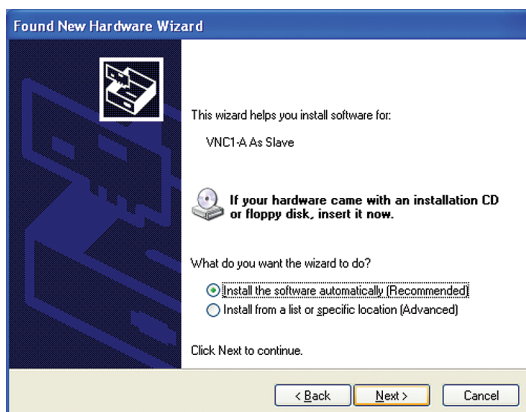 Found New Hardware Wizard
This wizard helps you install software for:
VNC1-A As Slave
If your hardware came with an installation CD
or floppy disk, insert it now.
What do you want the wizard to do?
Install the software automatically (Recommended)
Install from a list or specific location (Advanced)
Click Next to continue.
< Back
Next >
Cancel